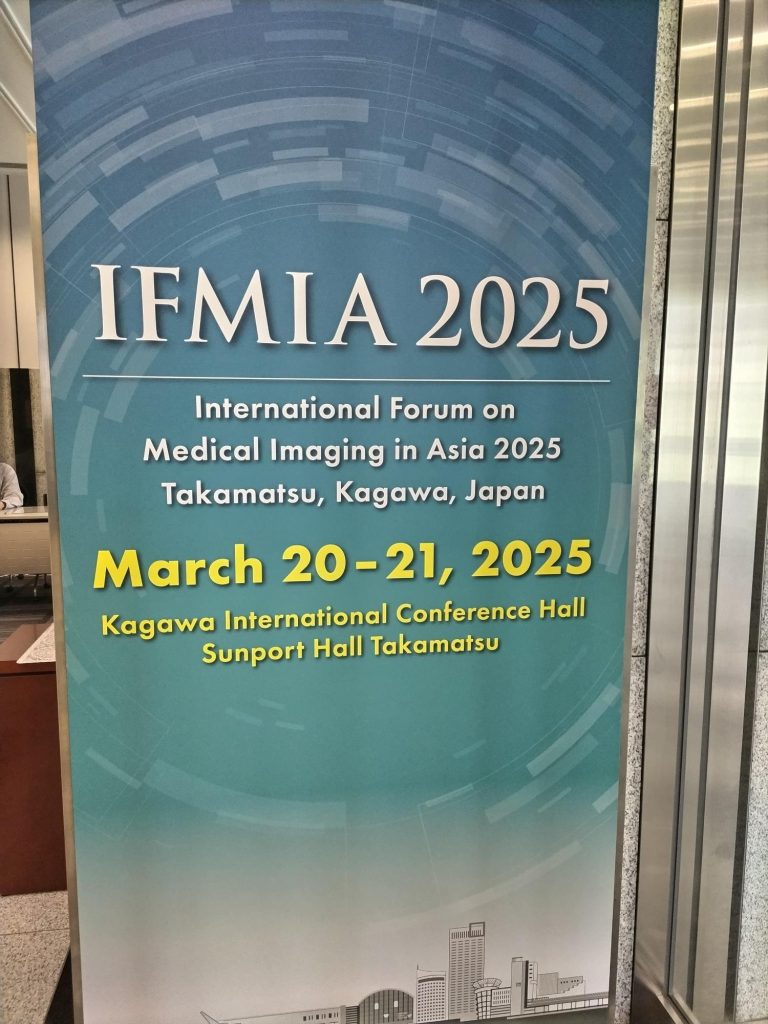 IFMIA 2025
International Forum on
Medical Imaging in Asia 2025
Takamatsu, Kagawa, Japan
March 20–21, 2025
Kagawa International Conference Hall
Sunport Hall Takamatsu